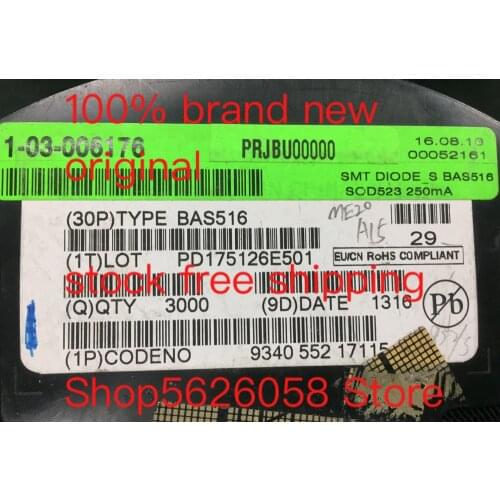 100% brand new
1-03-006176
PRJBU00000
16.08.13
00052161
original
SMT DIODE_S BAS516
SOD523 250mA
(30P)TYPE BAS516
ME20
A15
29
(1T)LOT PD175126E501
EU/CN RoHS COMPLIANT
stock free shipping
(Q)QTY 3000
(9D)DATE 1316
Pb
(1P)CODENO 9340 552 17115
Shop5626058 Store